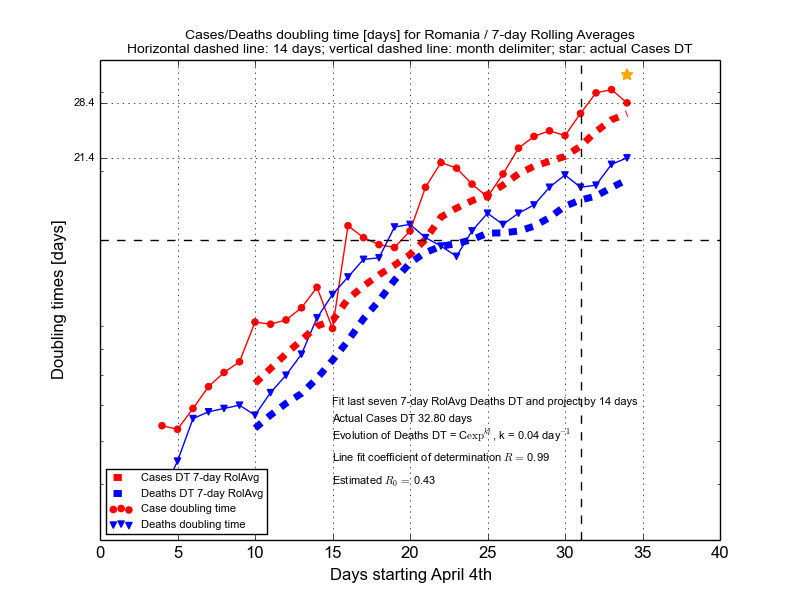 Cases/Deaths doubling time [days] for Romania / 7-day Rolling Averages
Horizontal dashed line: 14 days; vertical dashed line: month delimiter; star: actual Cases DT
28.4
21.4
Doubling times [days]
Fit last seven 7-day RolAvg Deaths DT and project by 14 days
Actual Cases DT 32.80 days
Evolution of Deaths DT = Cexp^{kt}, k = 0.04 day^{-1}
Line fit coefficient of determination R = 0.99
Estimated R_0 = 0.43
Cases DT 7-day RolAvg
Deaths DT 7-day RolAvg
Case doubling time
Deaths doubling time
0 5 10 15 20 25 30 35 40
Days starting April 4th